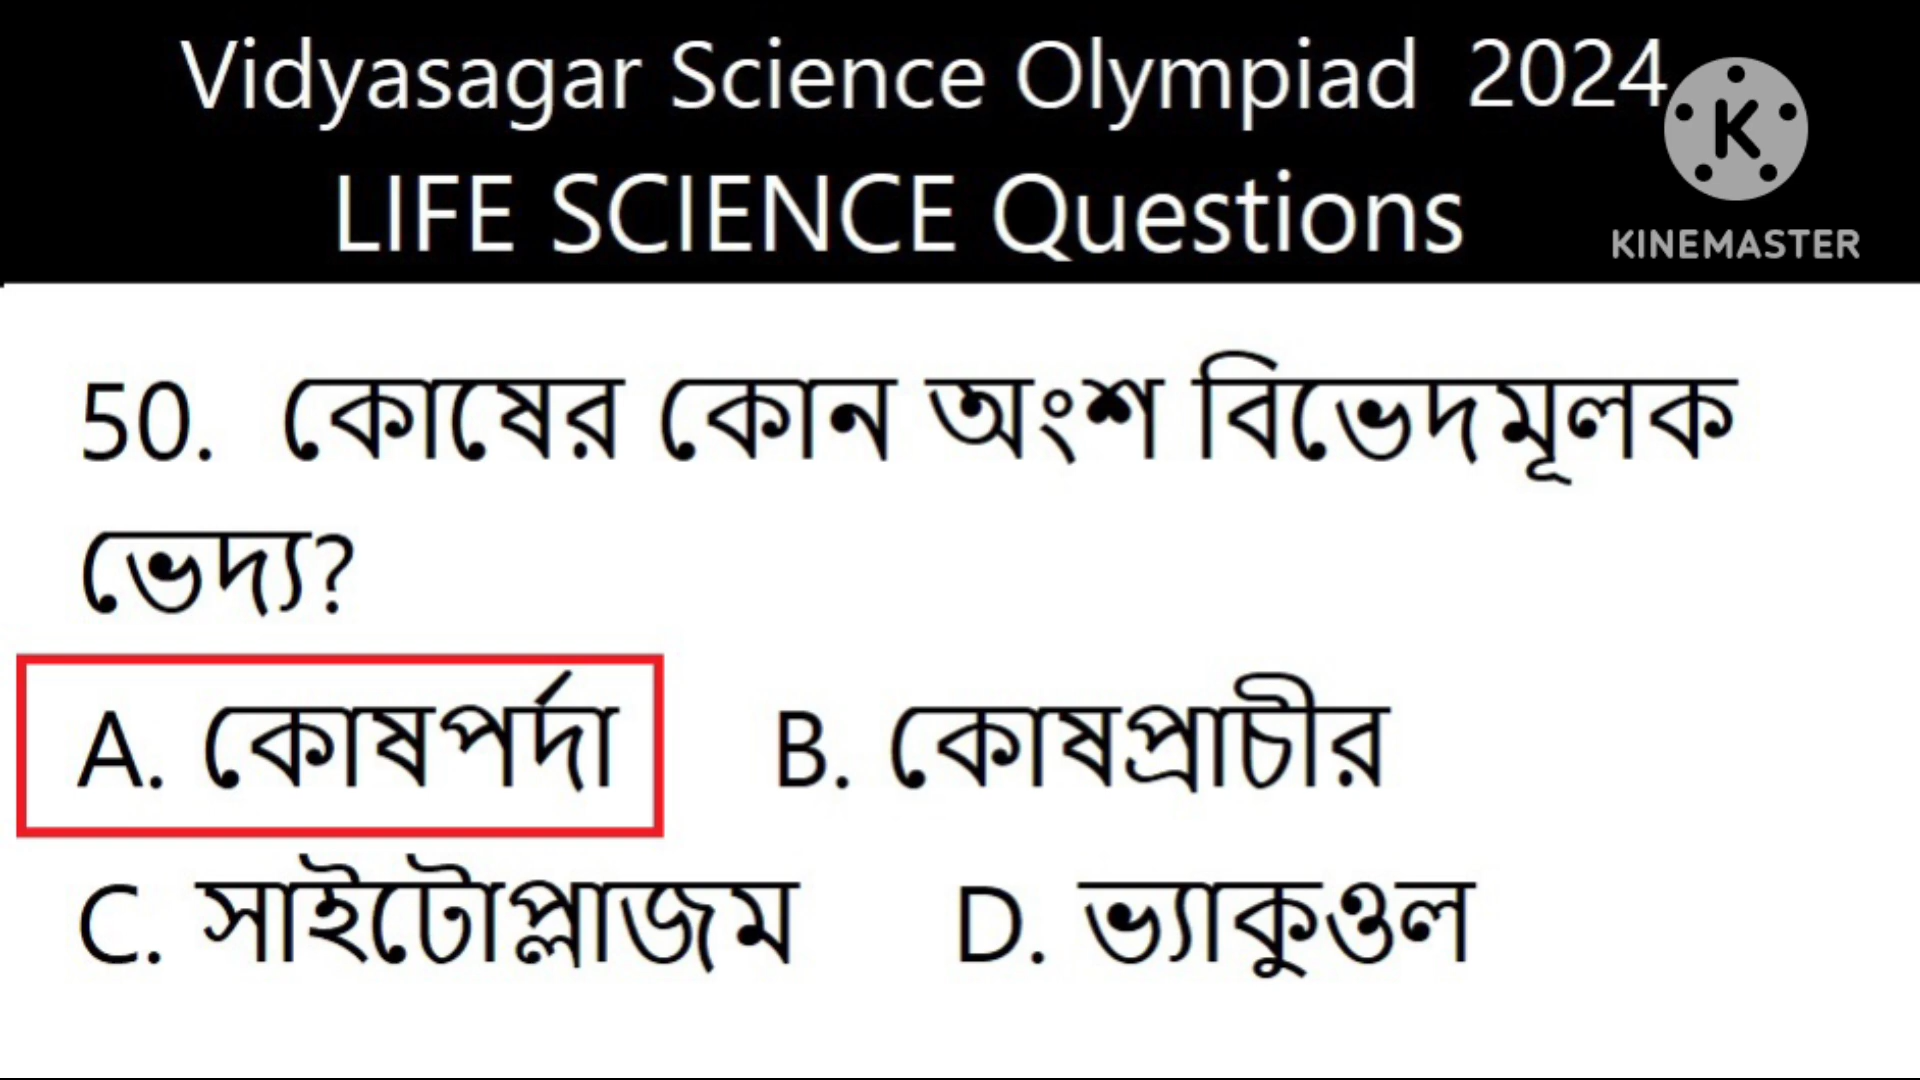 Vidyasagar Science Olympiad 2024
LIFE SCIENCE Questions
K
KINEMASTER
50. কোষের কোন অংশ বিভেদমূলক
ভেদ্য?
A. কোষপর্দা B. কোষপ্রাচীর
C. সাইটোপ্লাজম D. ভ্যাকুওল